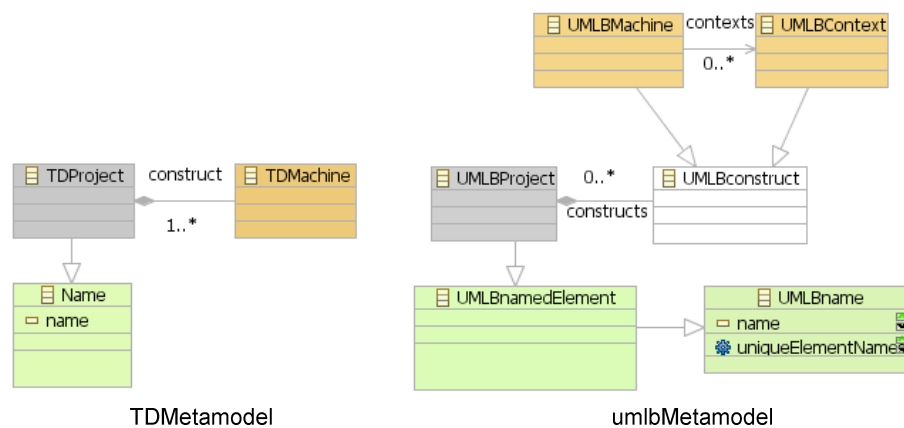 UMLBMachine
contexts
UMLBContext
0..*
TDProject
construct
TDMachine
1..*
Name
name
TDMetamodel
UMLBProject
0..*
constructs
UMLBconstruct
UMLBnamedElement
UMLBname
name
uniqueElementNames
umlbMetamodel